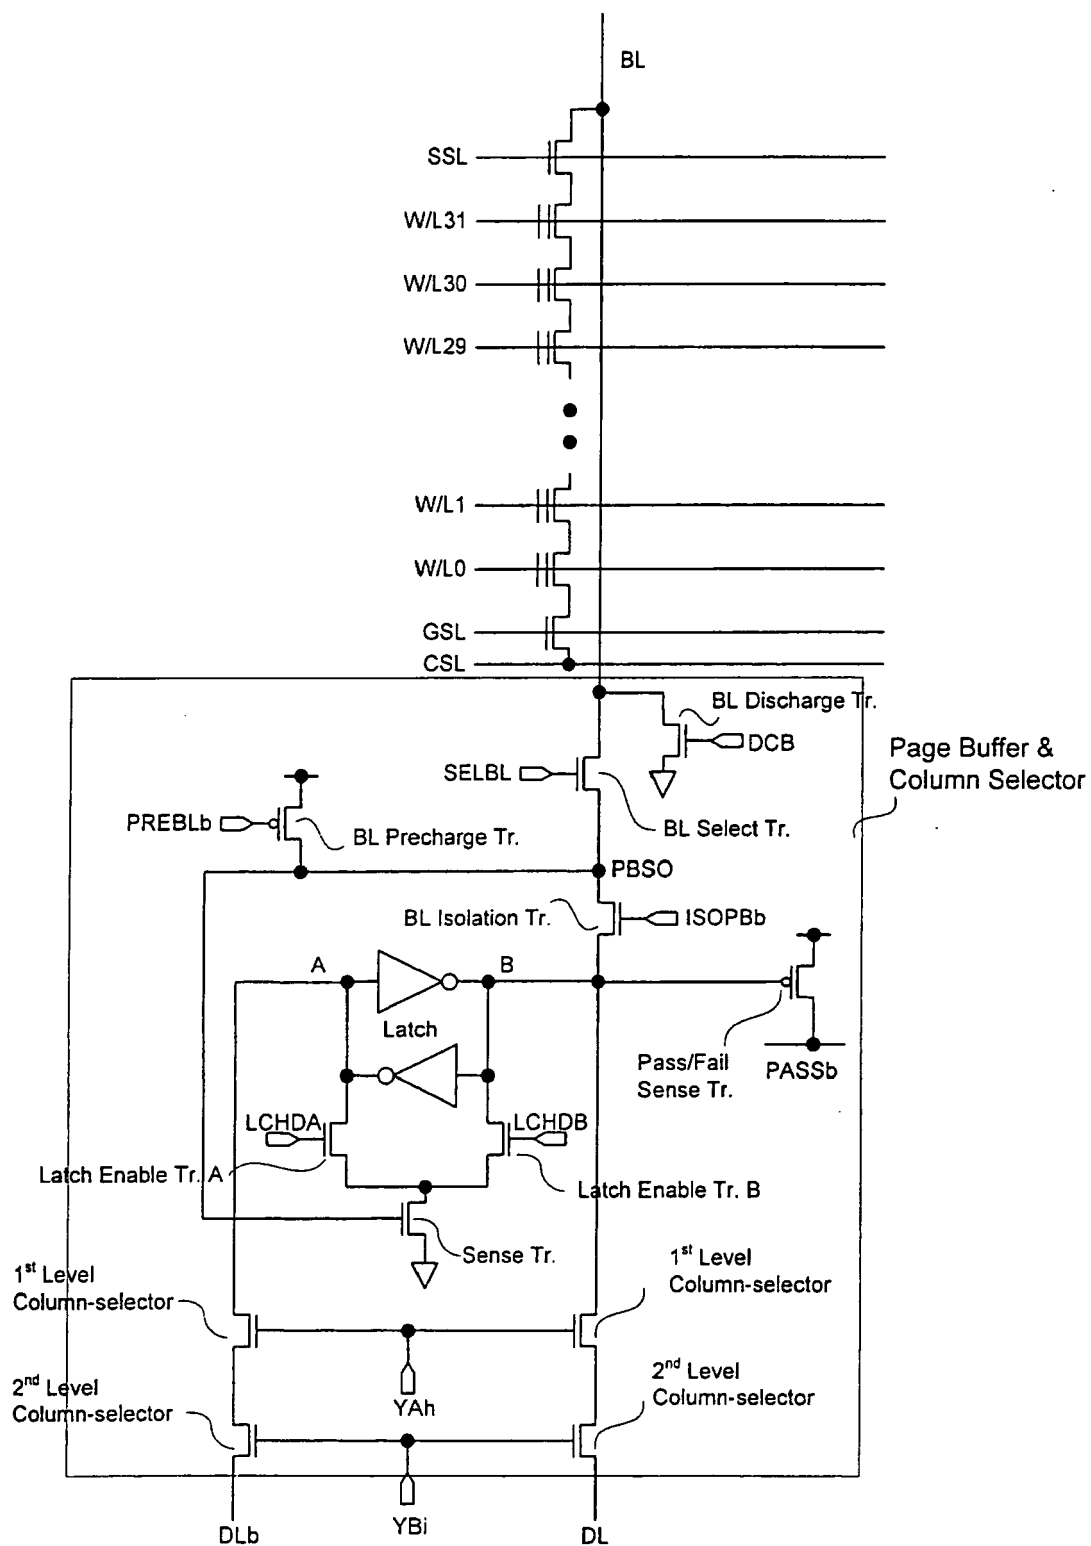 BL
SSL
W/L31
W/L30
W/L29
W/L1
W/L0
GSL
CSL
BL Discharge Tr.
DCB
Page Buffer &
Column Selector
SELBL
BL Select Tr.
PREBLb
BL Precharge Tr.
PBSO
BL Isolation Tr.
ISOPBb
A
B
Latch
Pass/Fail
Sense Tr.
PASSb
LCHDA
LCHDB
Latch Enable Tr. A
Latch Enable Tr. B
Sense Tr.
1st Level
Column-selector
1st Level
Column-selector
2nd Level
Column-selector
YAh
2nd Level
Column-selector
YBi
DLb
DL